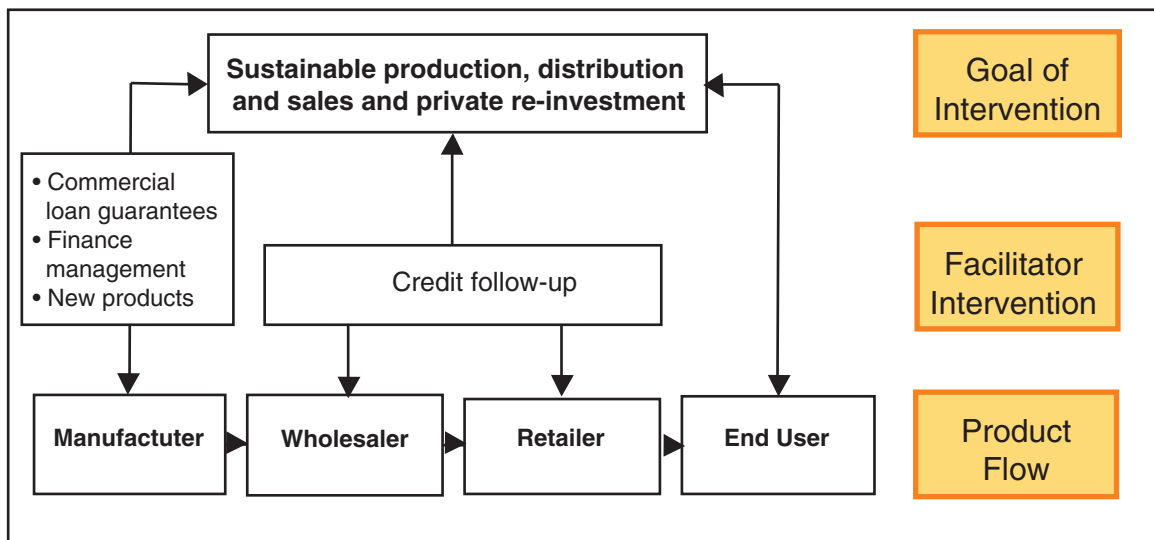 Sustainable production, distribution
and sales and private re-investment
Goal of
Intervention
• Commercial
loan guarantees
• Finance
management
• New products
Credit follow-up
Facilitator
Intervention
Manufactuter
Wholesaler
Retailer
End User
Product
Flow